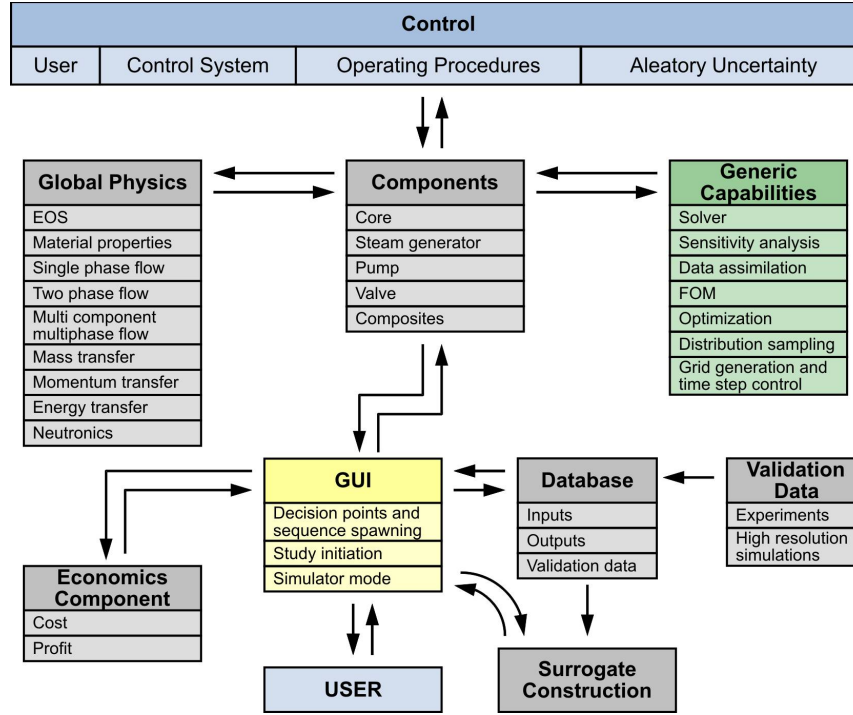 Control
User
Control System
Operating Procedures
Aleatory Uncertainty
Global Physics
EOS
Material properties
Single phase flow
Two phase flow
Multi component
multiphase flow
Mass transfer
Momentum transfer
Energy transfer
Neutronics
Components
Core
Steam generator
Pump
Valve
Composites
Generic
Capabilities
Solver
Sensitivity analysis
Data assimilation
FOM
Optimization
Distribution sampling
Grid generation and
time step control
GUI
Decision points and
sequence spawning
Study initiation
Simulator mode
Database
Inputs
Outputs
Validation data
Validation
Data
Experiments
High resolution
simulations
Economics
Component
Cost
Profit
USER
Surrogate
Construction